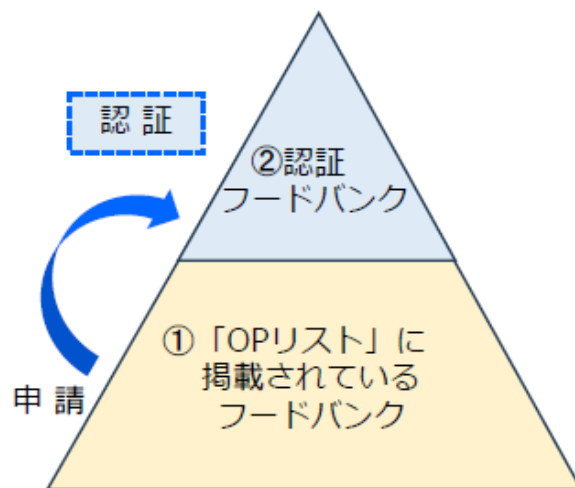 認 証
②認証
フードバンク
①「OPリスト」に
掲載されている
フードバンク
申 請